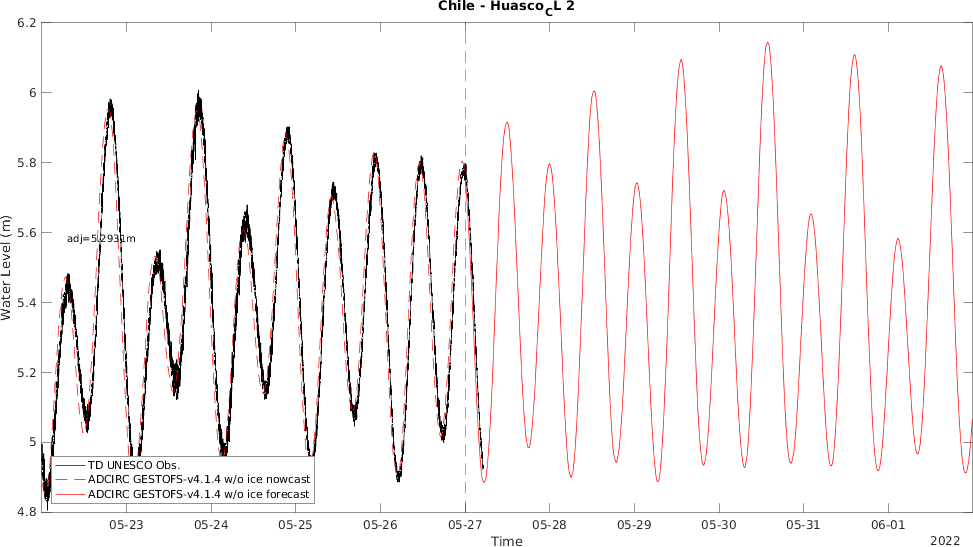 Chile - Huasco_CL 2
6.2
6
5.8
5.6
5.4
5.2
5
4.8
Water Level (m)
adj=5.2931m
TD UNESCO Obs.
ADCIRC GESTOFS-v4.1.4 w/o ice nowcast
ADCIRC GESTOFS-v4.1.4 w/o ice forecast
05-23 05-24 05-25 05-26 05-27 05-28 05-29 05-30 05-31 06-01
Time
2022